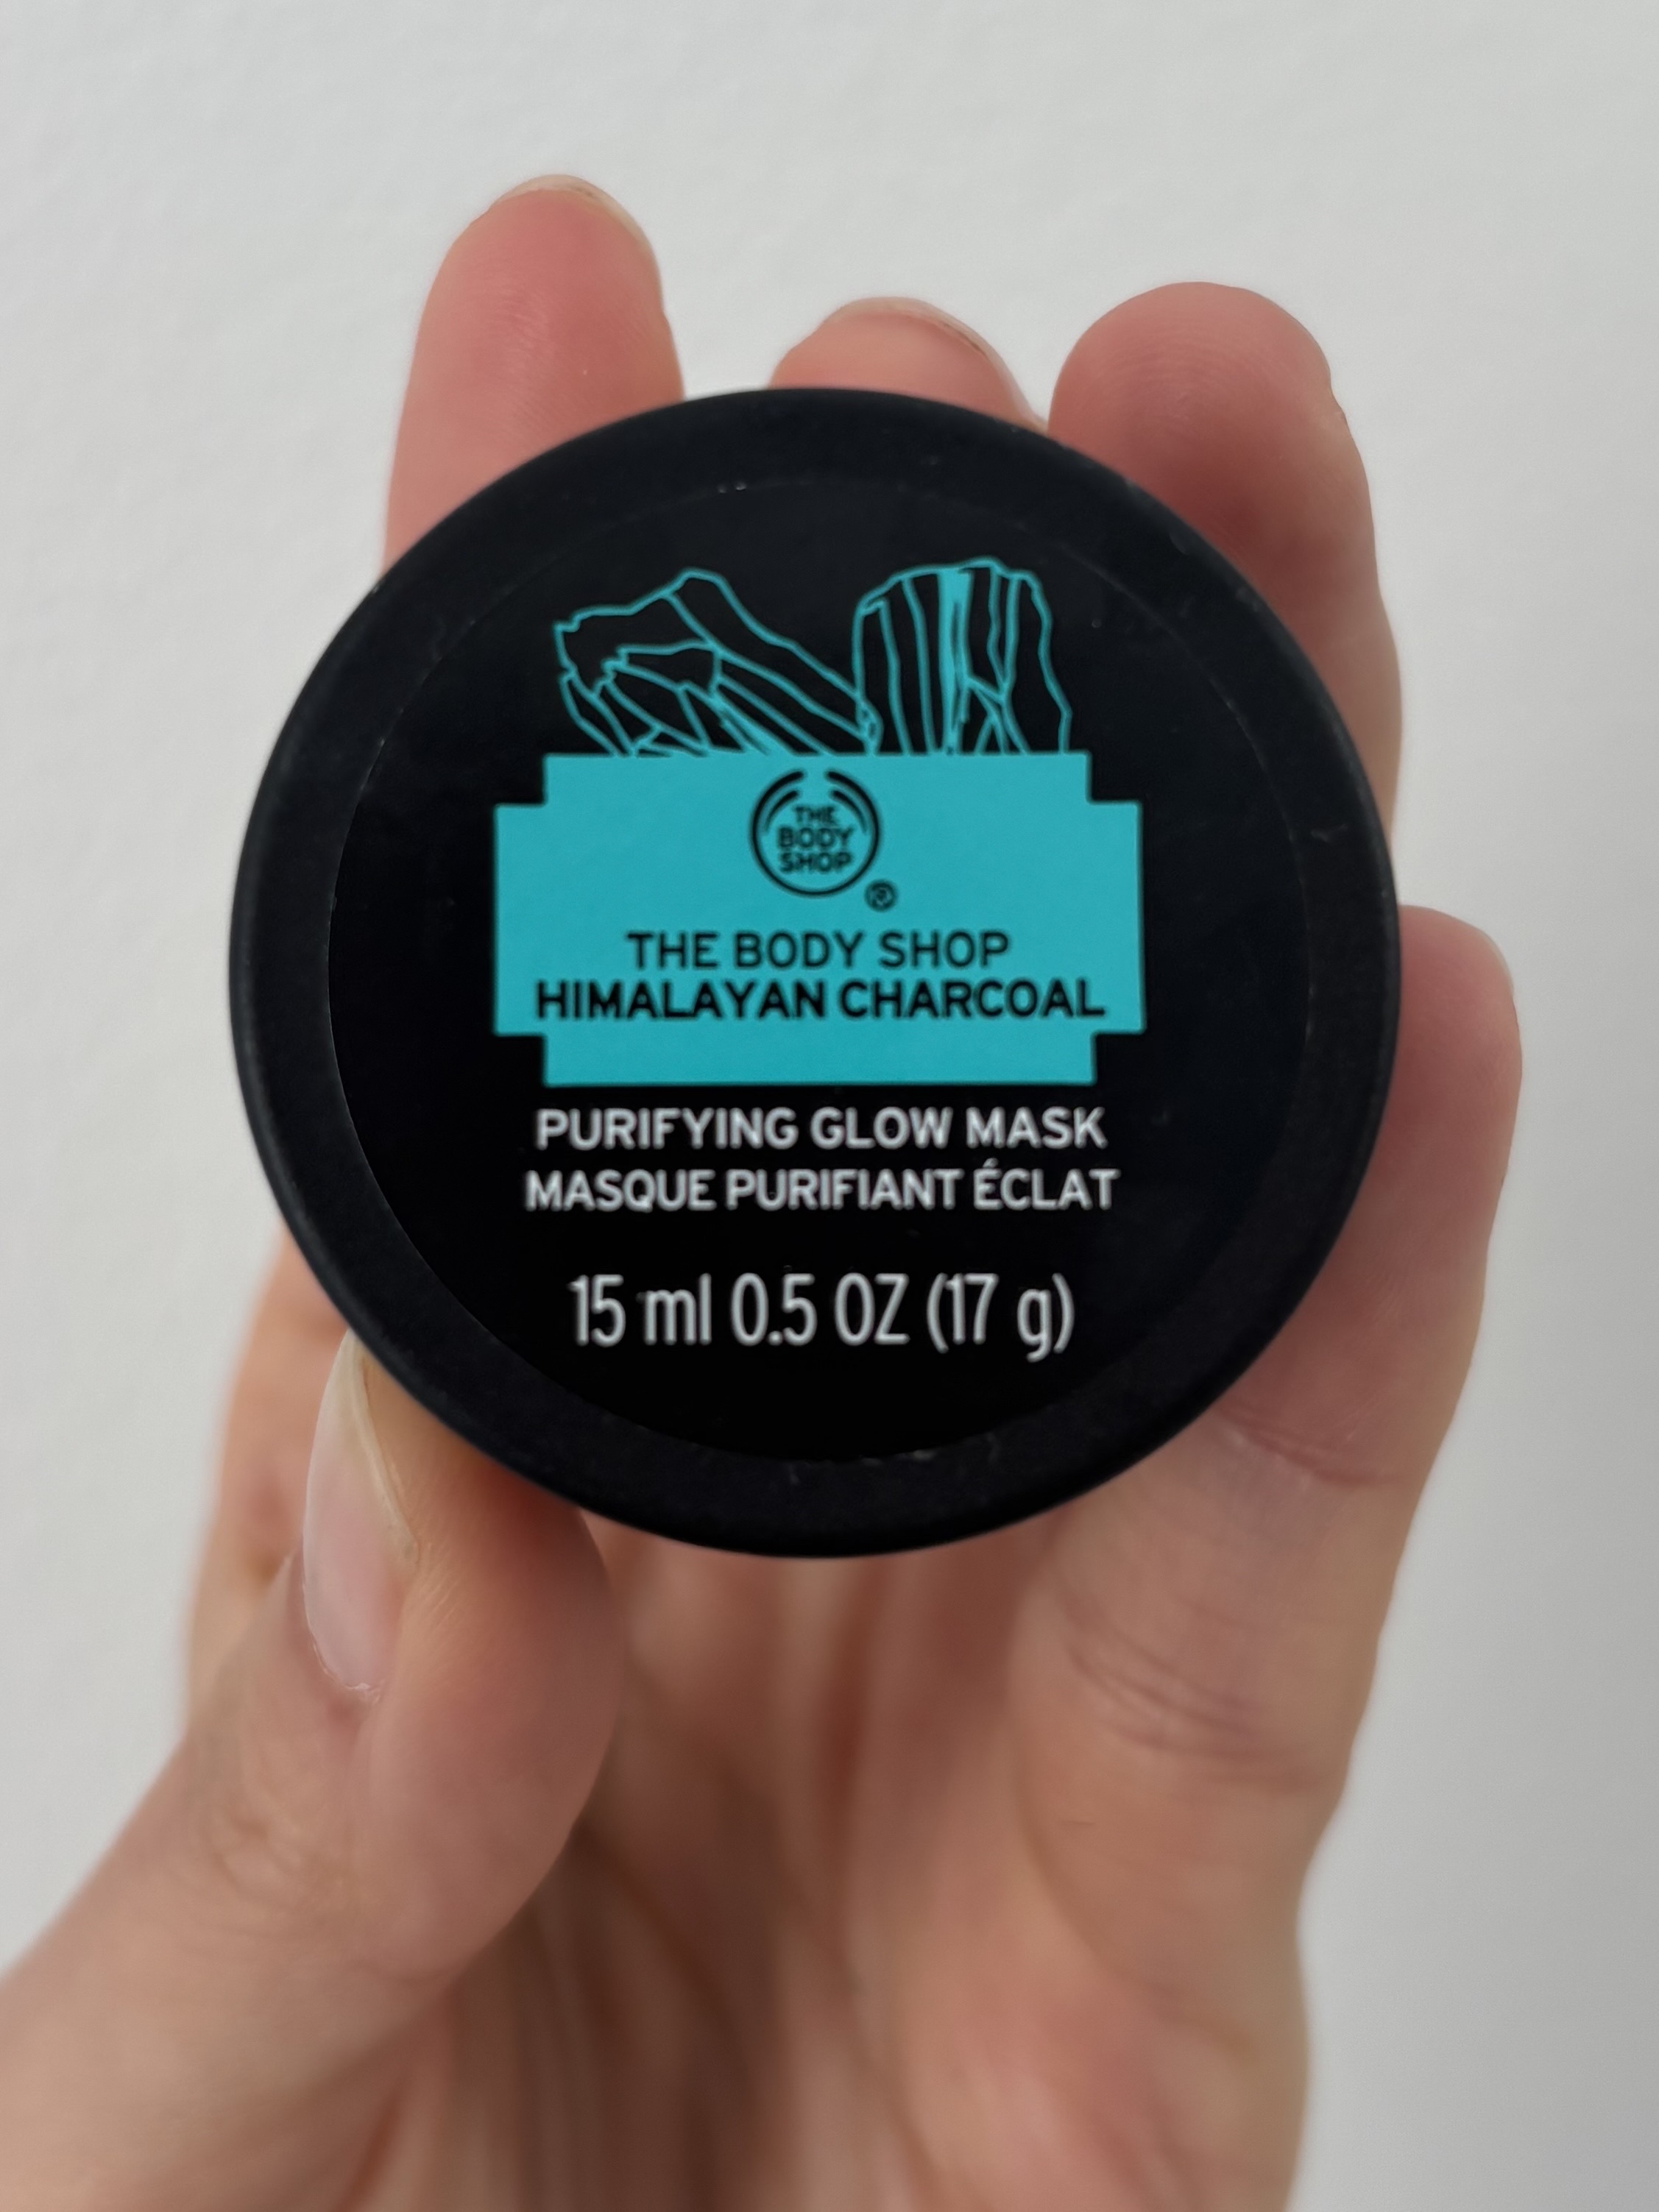 THE
BODY
SHOP
®
THE BODY SHOP
HIMALAYAN CHARCOAL
PURIFYING GLOW MASK
MASQUE PURIFIANT ÉCLAT
15 ml 0.5 OZ (17 g)